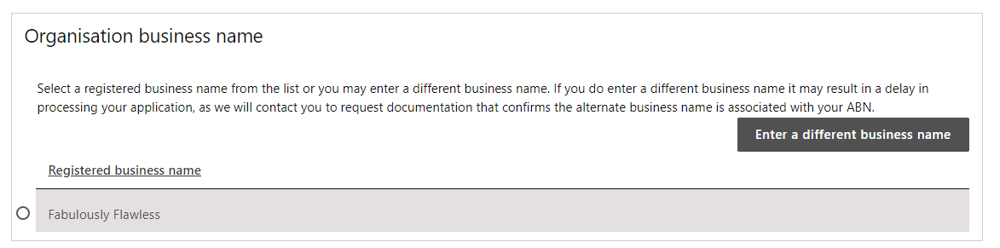 Organisation business name
Select a registered business name from the list or you may enter a different business name. If you do enter a different business name it may result in a delay in
processing your application, as we will contact you to request documentation that confirms the alternate business name is associated with your ABN.
Enter a different business name
Registered business name
Fabulously Flawless